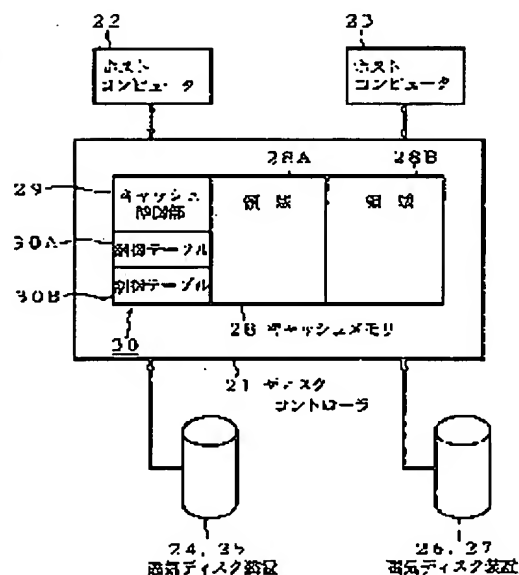 22
23
ホスト
コンピュータ
ホスト
コンピュータ
28A
28B
29
キャッシュ
制御部
領域
領域
30A
制御テーブル
30B
制御テーブル
30
28 キャッシュメモリ
21 ディスク
コントローラ
24, 25
磁気ディスク装置
26, 27
磁気ディスク装置